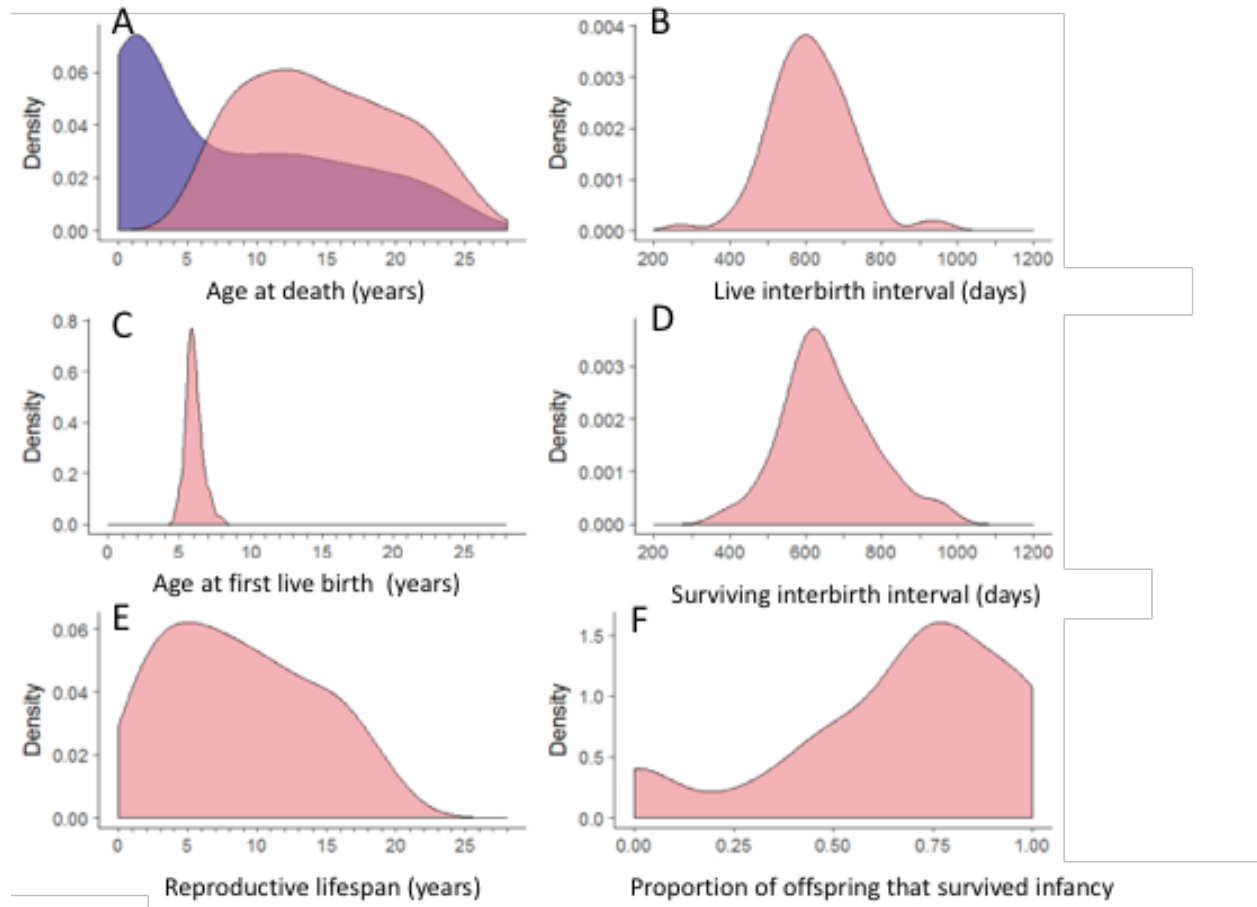 A
Density
0.06
0.04
0.02
0.00
0 5 10 15 20 25
Age at death (years)
B
Density
0.004
0.003
0.002
0.001
0.000
200 400 600 800 1000 1200
Live interbirth interval (days)
C
Density
0.8
0.6
0.4
0.2
0.0
0 5 10 15 20 25
Age at first live birth (years)
D
Density
0.003
0.002
0.001
0.000
200 400 600 800 1000 1200
Surviving interbirth interval (days)
E
Density
0.06
0.04
0.02
0.00
0 5 10 15 20 25
Reproductive lifespan (years)
F
Density
1.5
1.0
0.5
0.0
0.00 0.25 0.50 0.75 1.00
Proportion of offspring that survived infancy